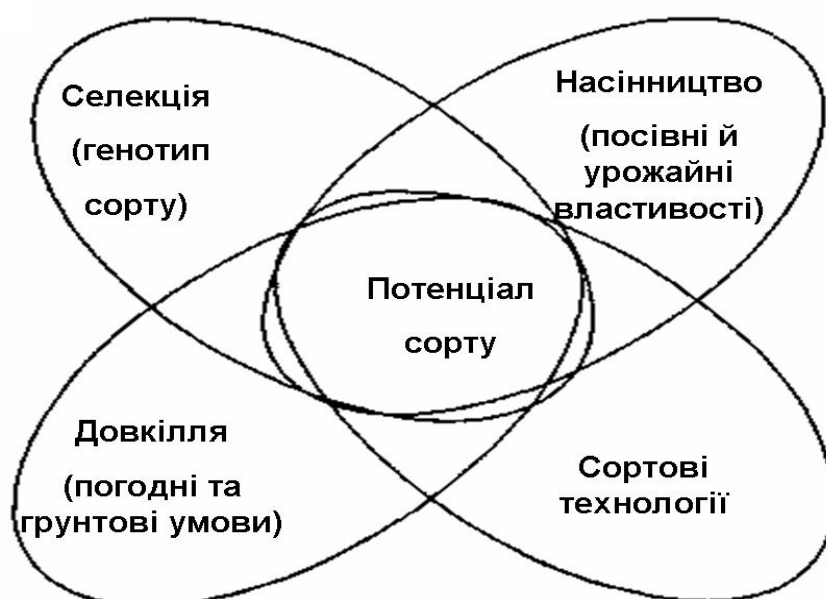 Селекція
(генотип
сорту)
Насінництво
(посівні й
урожайні
властивості)
Потенціал
сорту
Довкілля
(погодні та
грунтові умови)
Сортові
технології